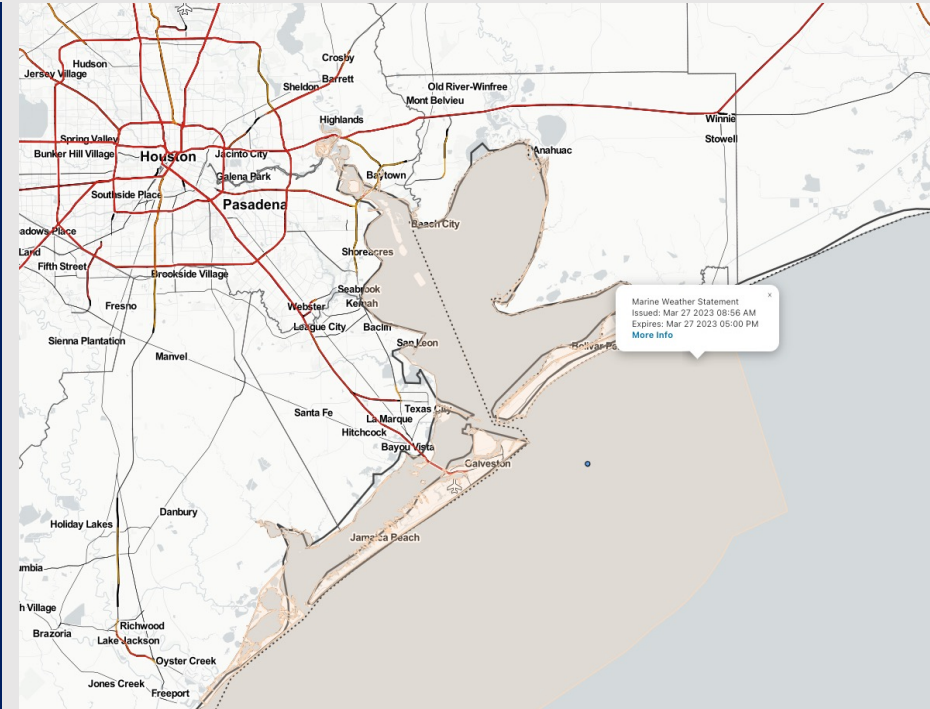 Crosby
Hudson
Jersey Village
Barrett
Sheldon
Old River-Winfree
Mont Belvieu
Highlands
Winnie
Spring Valley
Stowell
Bunker Hill Village
Houston
Jacinto City
Anahuac
Galena Park
Baytown
Southside Place
Pasadena
Beach City
adows Place
Land
Shoreacres
Fifth Street
Brookside Village
Seabrook
Kemah
Fresno
Webster
League City
Baclif
Sienna Plantation
San Leon
Manvel
Marine Weather Statement
×
Issued: Mar 27 2023 08:56 AM
Expires: Mar 27 2023 05:00 PM
More Info
Bolivar Pe
Santa Fe
Texas City
La Marque
Hitchcock
Bayou Vista
Galveston
Danbury
Holiday Lakes
Jamaica Beach
umbia
h Village
Richwood
Brazoria
Lake Jackson
Oyster Creek
Jones Creek
Freeport